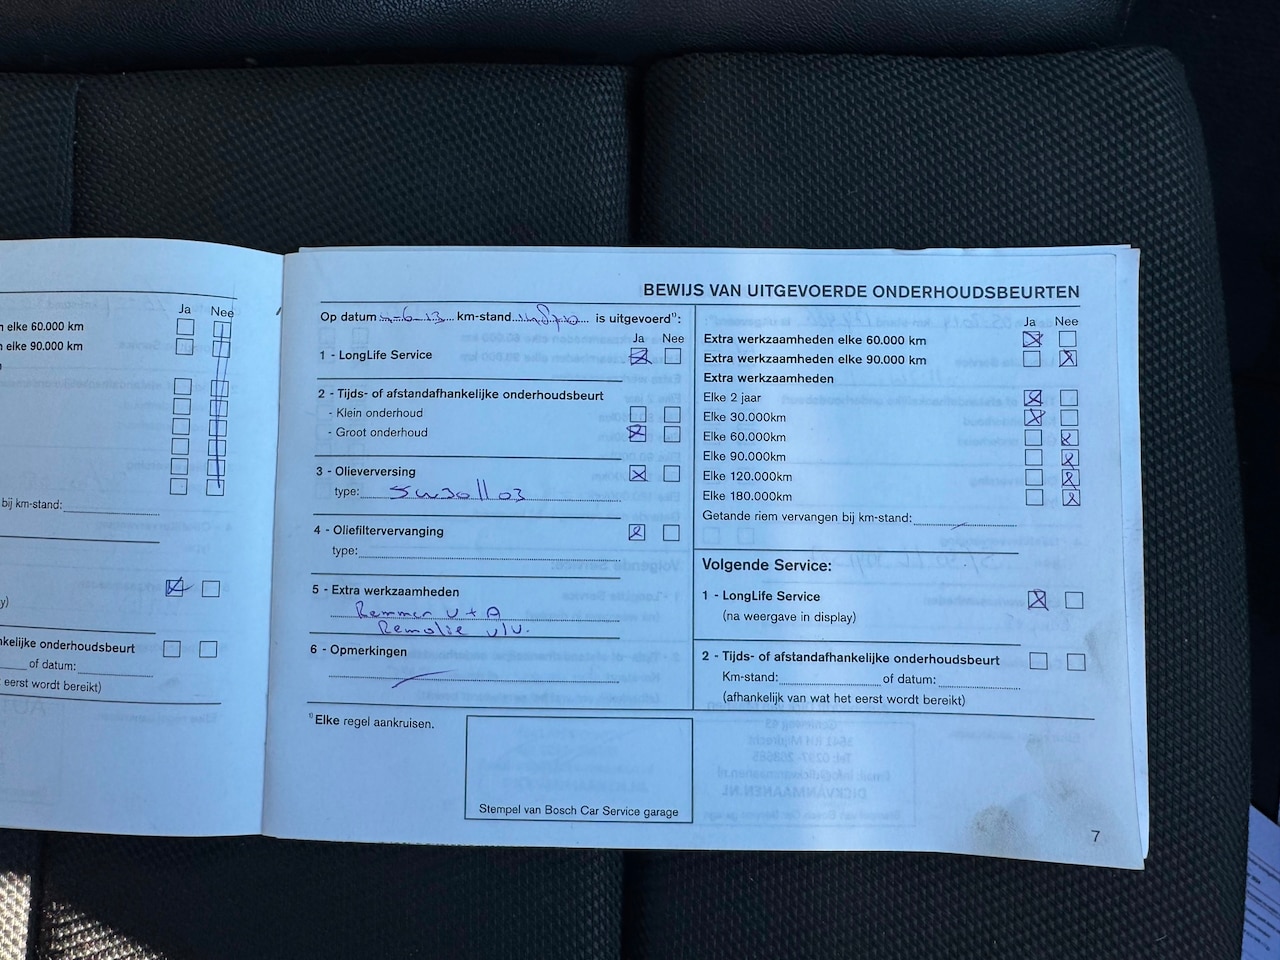 Ja Nee
elke 60.000 km
elke 90.000 km
bij km-stand:
kelijke onderhoudsbeurt
of datum:
eerst wordt bereikt)
BEWIJS VAN UITGEVOERDE ONDERHOUDSBEURTEN
Op datum km-stand is uitgevoerd¹⁾:
Ja Nee
1 - LongLife Service
2 - Tijds- of afstandafhankelijke onderhoudsbeurt
- Klein onderhoud
- Groot onderhoud
3 - Olieverversing
type:
4 - Oliefiltervervanging
type:
5 - Extra werkzaamheden
Remmen V + A
Remolie v/v.
6 - Opmerkingen
¹⁾Elke regel aankruisen.
Stempel van Bosch Car Service garage
Ja Nee
Extra werkzaamheden elke 60.000 km
Extra werkzaamheden elke 90.000 km
Extra werkzaamheden
Elke 2 jaar
Elke 30.000km
Elke 60.000km
Elke 90.000km
Elke 120.000km
Elke 180.000km
Getande riem vervangen bij km-stand:
Volgende Service:
1 - LongLife Service
(na weergave in display)
2 - Tijds- of afstandafhankelijke onderhoudsbeurt
Km-stand: of datum:
(afhankelijk van wat het eerst wordt bereikt)
7